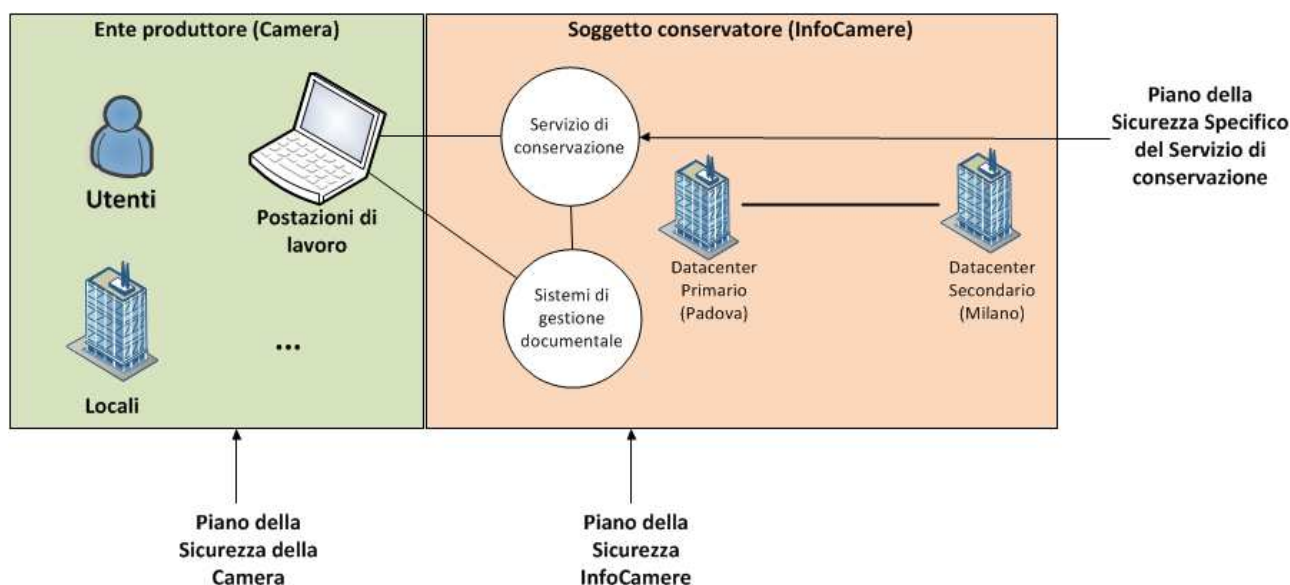 Ente produttore (Camera)
Soggetto conservatore (InfoCamere)
Utenti
Postazioni di
lavoro
Locali
...
Servizio di
conservazione
Sistemi di
gestione
documentale
Datacenter
Primario
(Padova)
Datacenter
Secondario
(Milano)
Piano della
Sicurezza Specifico
del Servizio di
conservazione
Piano della
Sicurezza della
Camera
Piano della
Sicurezza
InfoCamere